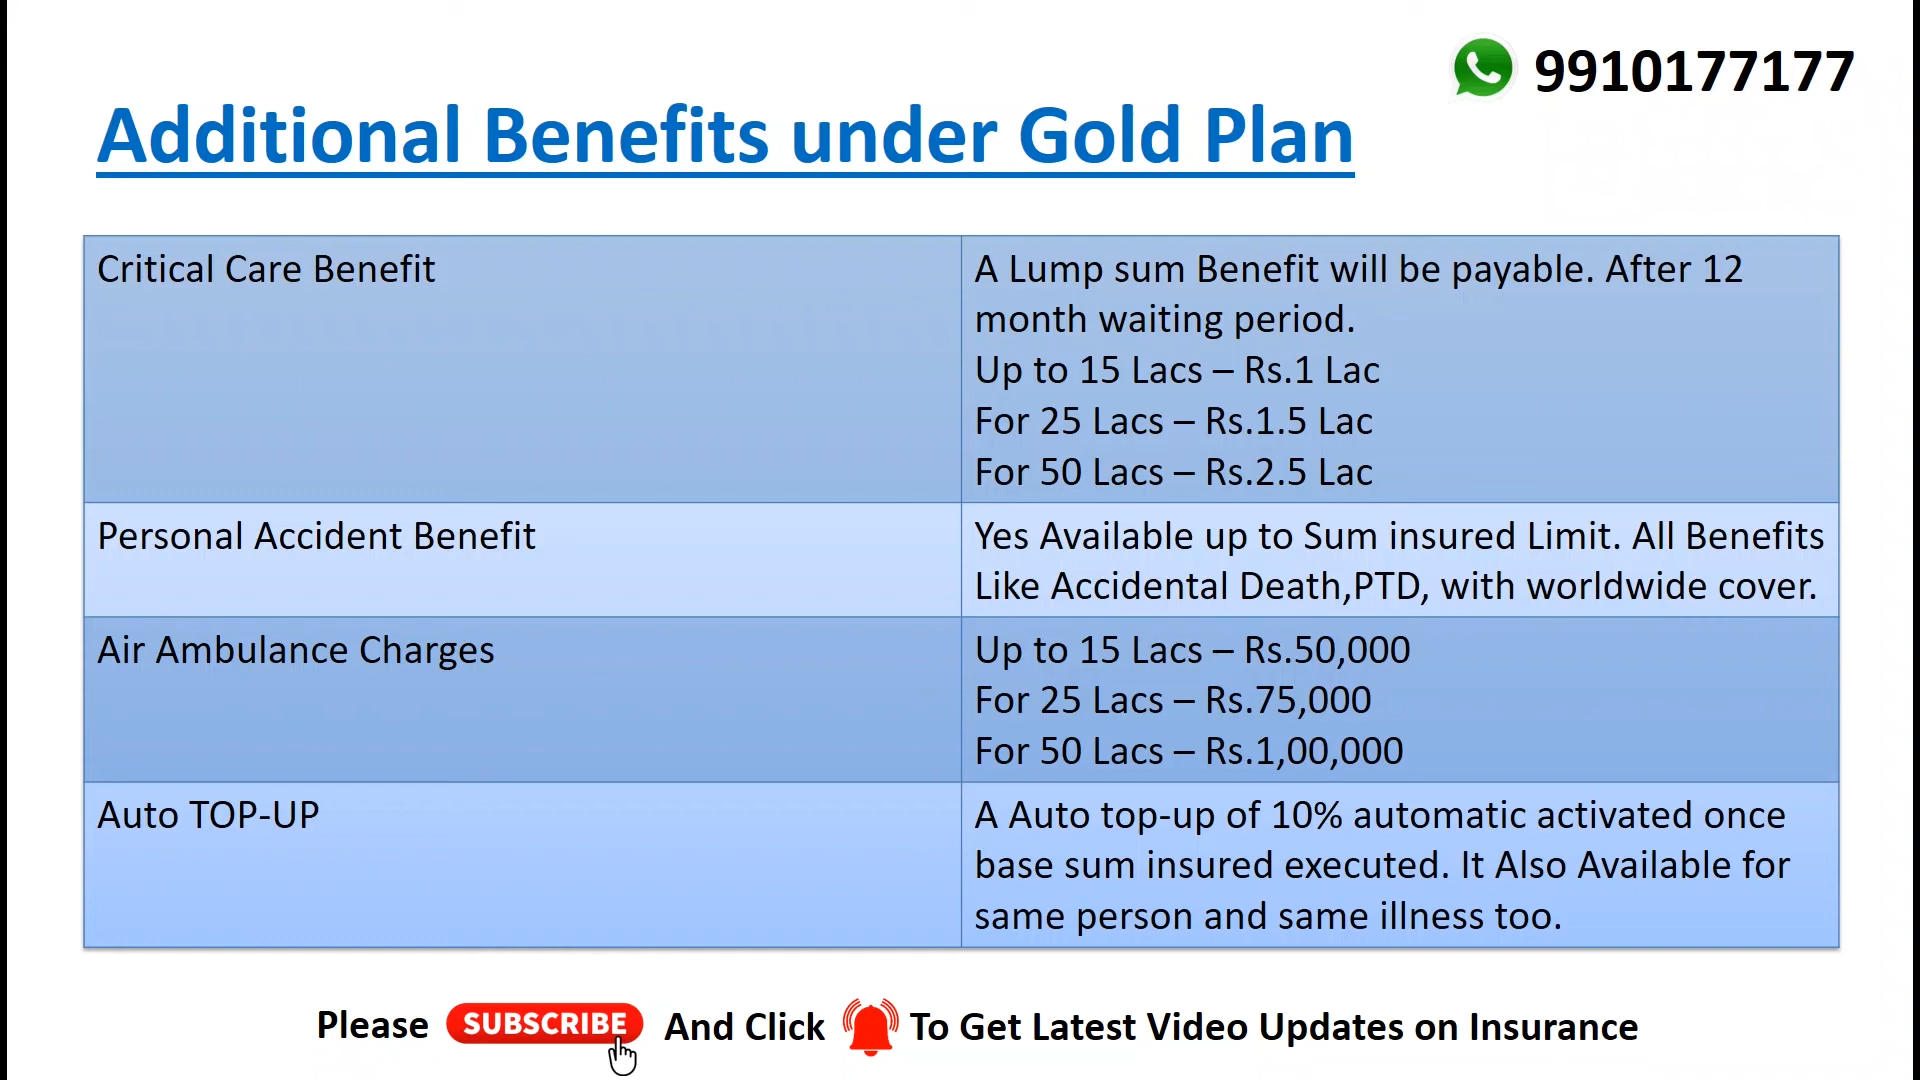 9910177177
Additional Benefits under Gold Plan
Critical Care Benefit
A Lump sum Benefit will be payable. After 12
month waiting period.
Up to 15 Lacs – Rs.1 Lac
For 25 Lacs – Rs.1.5 Lac
For 50 Lacs – Rs.2.5 Lac
Personal Accident Benefit
Yes Available up to Sum insured Limit. All Benefits
Like Accidental Death,PTD, with worldwide cover.
Air Ambulance Charges
Up to 15 Lacs – Rs.50,000
For 25 Lacs – Rs.75,000
For 50 Lacs – Rs.1,00,000
Auto TOP-UP
A Auto top-up of 10% automatic activated once
base sum insured executed. It Also Available for
same person and same illness too.
Please SUBSCRIBE And Click To Get Latest Video Updates on Insurance